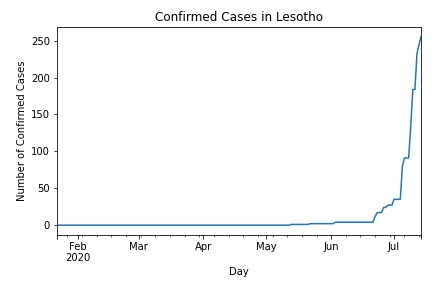 Confirmed Cases in Lesotho
Number of Confirmed Cases
250
200
150
100
50
0
Feb Mar Apr May Jun Jul
2020
Day